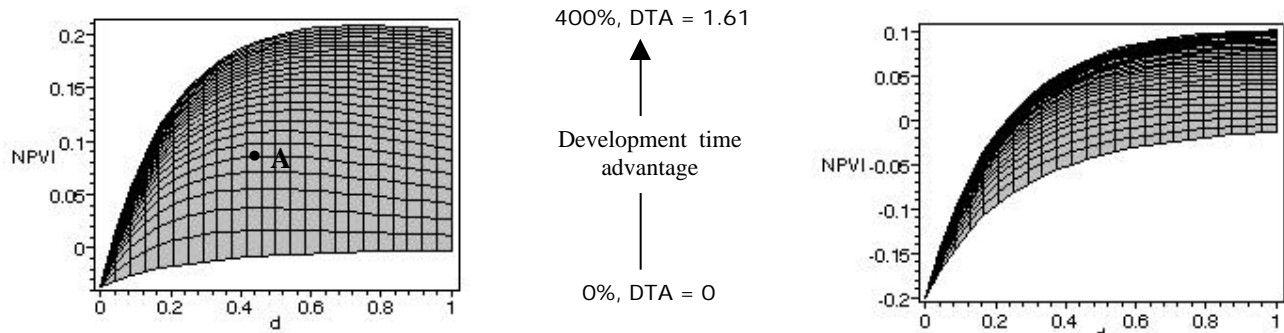 0.2
0.15
NPVI 0.1
0.05
0
0 0.2 0.4 0.6 0.8 1
d
A
400%, DTA = 1.61
Development time
advantage
0%, DTA = 0
0.1
0.05
0
NPVI -0.05
-0.1
-0.15
-0.2
0 0.2 0.4 0.6 0.8 1
d